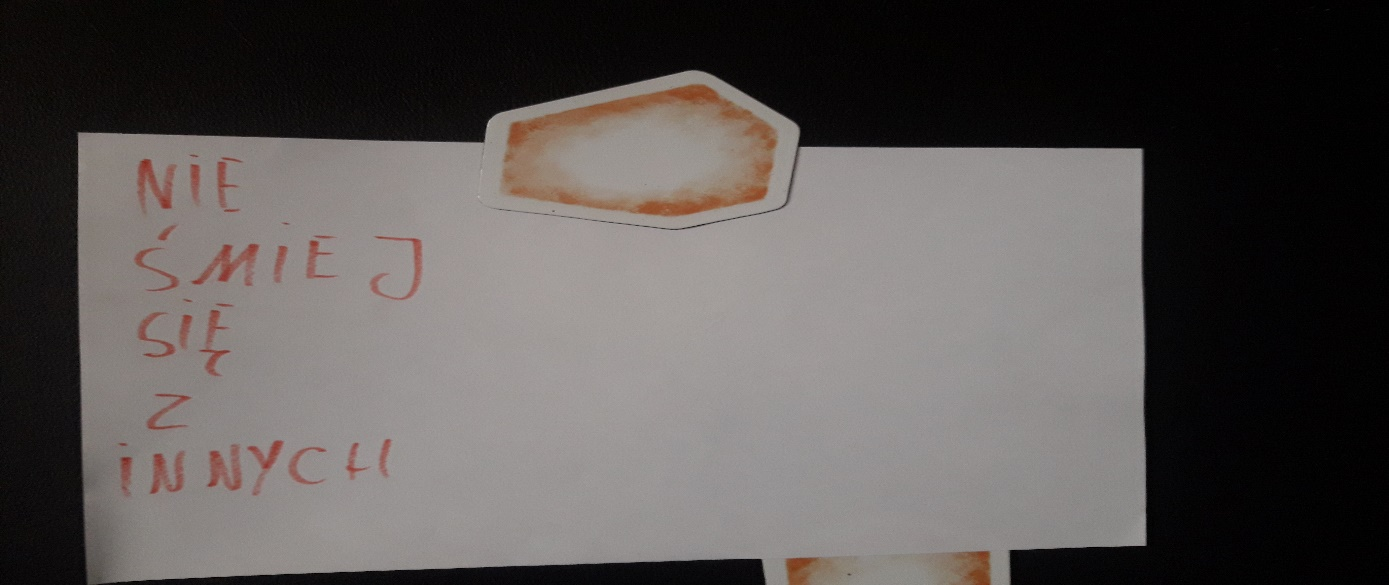 NIE
ŚMIEJ
SIĘ
Z
INNYCH